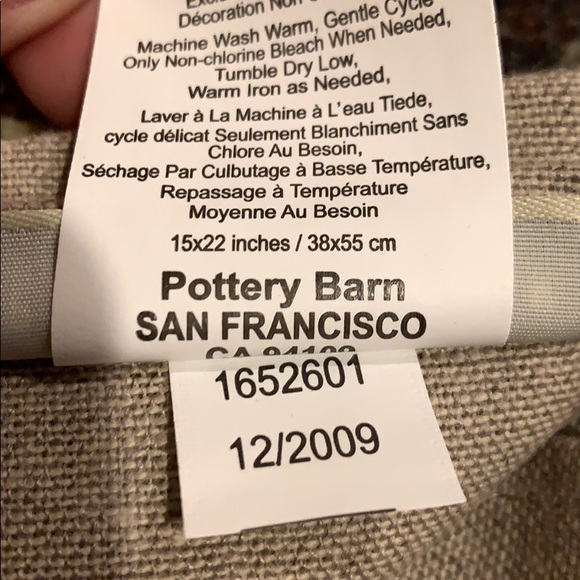 Décoration Non
Machine Wash Warm, Gentle Cycle
Only Non-chlorine Bleach When Needed,
Tumble Dry Low,
Warm Iron as Needed,
Laver à La Machine à L'eau Tiede,
cycle délicat Seulement Blanchiment Sans
Chlore Au Besoin,
Séchage Par Culbutage à Basse Température,
Repassage à Température
Moyenne Au Besoin
15x22 inches / 38x55 cm
Pottery Barn
SAN FRANCISCO
CA 94109
1652601
12/2009